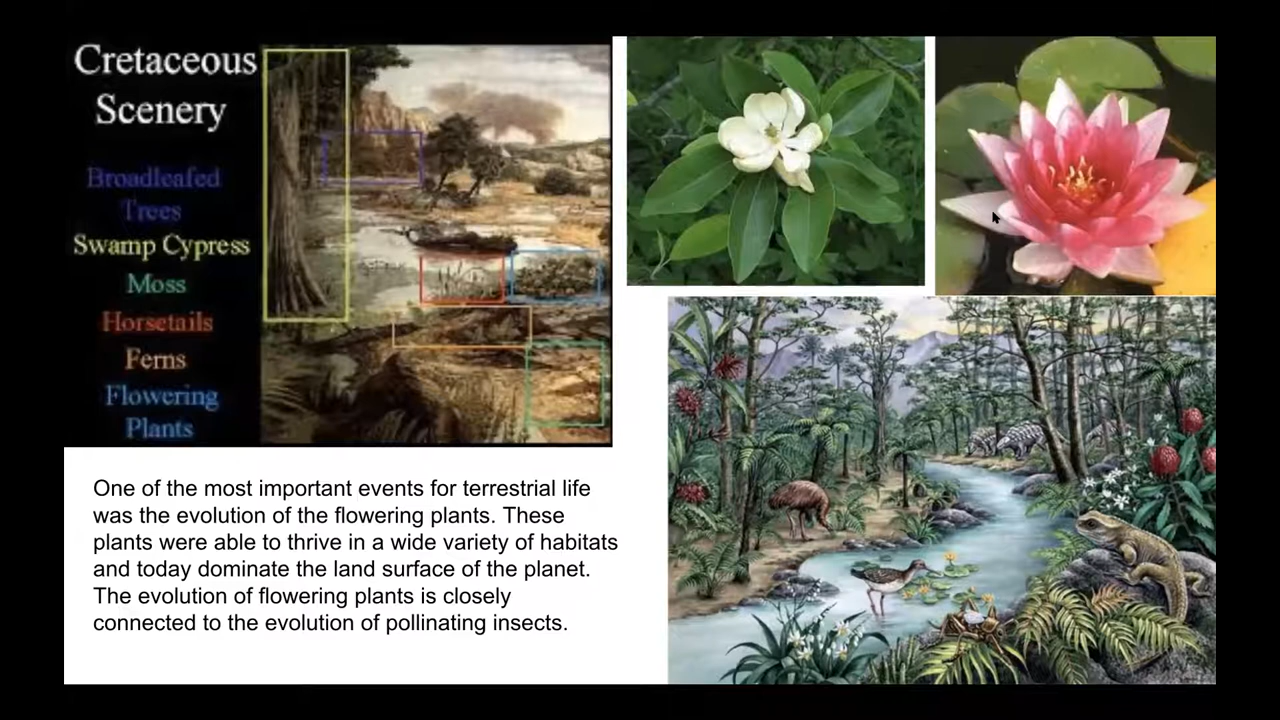 Cretaceous
Scenery
Broadleafed
Trees
Swamp Cypress
Moss
Horsetails
Ferns
Flowering
Plants
One of the most important events for terrestrial life
was the evolution of the flowering plants. These
plants were able to thrive in a wide variety of habitats
and today dominate the land surface of the planet.
The evolution of flowering plants is closely
connected to the evolution of pollinating insects.